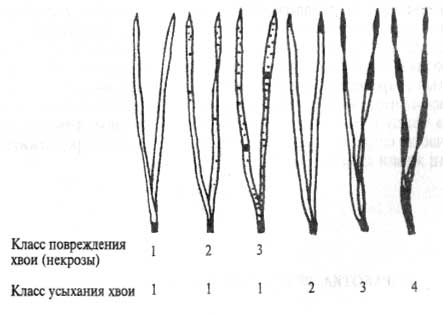 Класс повреждения
хвои (некрозы) 1 2 3
Класс усыхания хвои 1 1 1 2 3 4